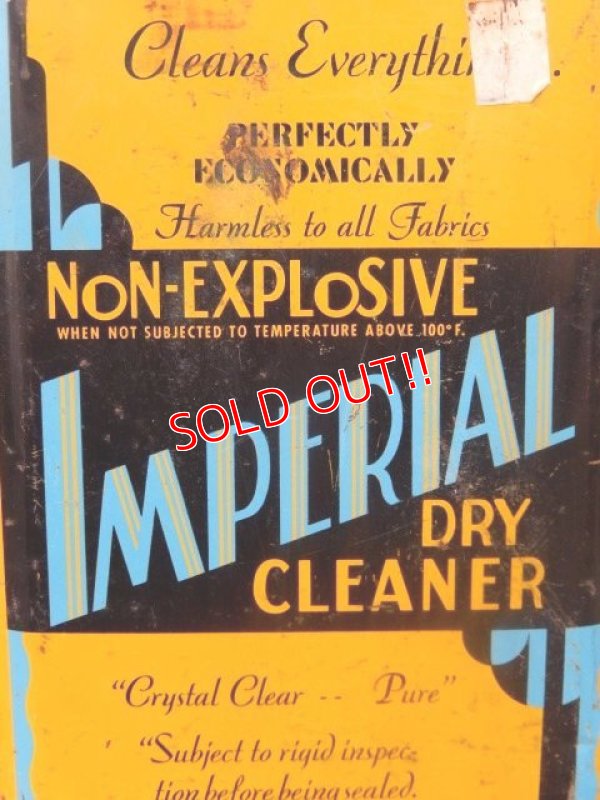 Cleans Everything.
PERFECTLY
ECONOMICALLY
Harmless to all Fabrics
NON-EXPLOSIVE
WHEN NOT SUBJECTED TO TEMPERATURE ABOVE 100° F.
SOLD OUT!!
IMPERIAL
DRY
CLEANER
"Crystal Clear -- Pure"
"Subject to rigid inspec-
tion before being sealed.